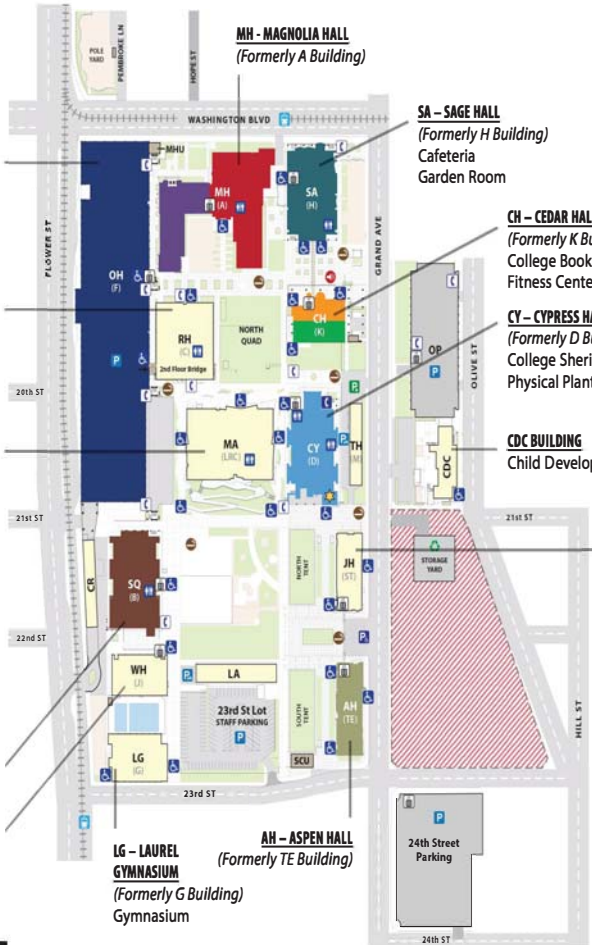 MH - MAGNOLIA HALL
(Formerly A Building)
POLE
YARD
PEMBROKE LN
HOPE ST
WASHINGTON BLVD
SA – SAGE HALL
(Formerly H Building)
Cafeteria
Garden Room
MHU
MH
(A)
SA
(H)
FLOWER ST
GRAND AVE
CH – CEDAR HAL
(Formerly K Bu
College Book
Fitness Cente
OH
(F)
CH
(K)
OP
P
OLIVE ST
RH
(C)
2nd Floor Bridge
NORTH
QUAD
P
CY – CYPRESS HA
(Formerly D Bu
College Sheri
Physical Plant
20th ST
MA
(LRC)
CY
(D)
TH
(M)
CDC
CDC BUILDING
Child Develop
21st ST
21st ST
CR
SQ
(B)
NORTH
TENT
JH
(ST)
STORAGE
YARD
22nd ST
WH
(J)
LA
23rd St Lot
STAFF PARKING
P
SOUTH
TENT
AH
(TE)
HILL ST
LG
(G)
SCU
23rd ST
LG – LAUREL
GYMNASIUM
(Formerly G Building)
Gymnasium
AH – ASPEN HALL
(Formerly TE Building)
P
24th Street
Parking
24th ST